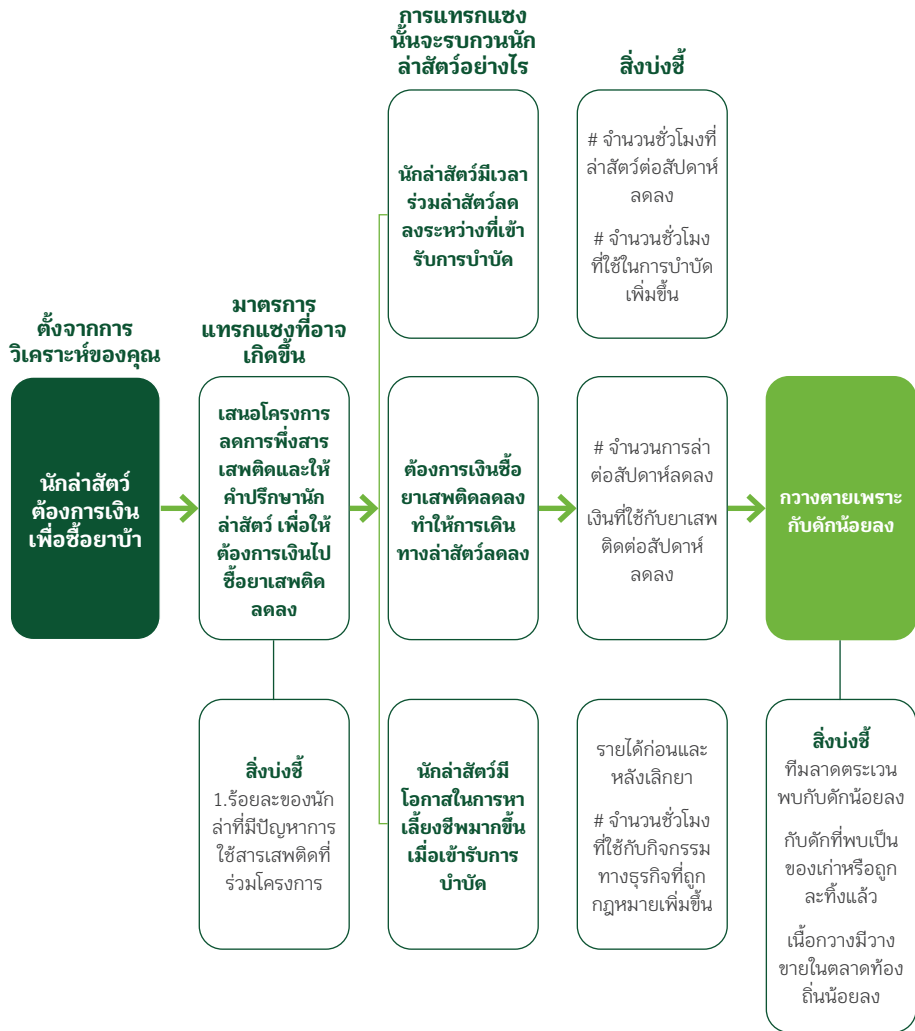 การแทรกแซง
นั้นจะรบกวนนัก
ล่าสัตว์อย่างไร
สิ่งบ่งชี้
นักล่าสัตว์มีเวลา
ร่วมล่าสัตว์ลด
ลงระหว่างที่เข้า
รับการบำบัด
# จำนวนชั่วโมงที่
ล่าสัตว์ต่อสัปดาห์
ลดลง
# จำนวนชั่วโมง
ที่ใช้ในการบำบัด
เพิ่มขึ้น
ตั้งจากการ
วิเคราะห์ของคุณ
มาตรการ
แทรกแซงที่อาจ
เกิดขึ้น
นักล่าสัตว์
ต้องการเงิน
เพื่อซื้อยาบ้า
เสนอโครงการ
ลดการพึ่งสาร
เสพติดและให้
คำปรึกษานัก
ล่าสัตว์ เพื่อให้
ต้องการเงินไป
ซื้อยาเสพติด
ลดลง
ต้องการเงินซื้อ
ยาเสพติดลดลง
ทำให้การเดิน
ทางล่าสัตว์ลดลง
# จำนวนการล่า
ต่อสัปดาห์ลดลง
เงินที่ใช้กับยาเสพ
ติดต่อสัปดาห์
ลดลง
กวางตายเพราะ
กับดักน้อยลง
สิ่งบ่งชี้
1.ร้อยละของนัก
ล่าที่มีปัญหาการ
ใช้สารเสพติดที่
ร่วมโครงการ
นักล่าสัตว์มี
โอกาสในการหา
เลี้ยงชีพมากขึ้น
เมื่อเข้ารับการ
บำบัด
รายได้ก่อนและ
หลังเลิกยา
# จำนวนชั่วโมง
ที่ใช้กับกิจกรรม
ทางธุรกิจที่ถูก
กฎหมายเพิ่มขึ้น
สิ่งบ่งชี้
ทีมลาดตระเวน
พบกับดักน้อยลง
กับดักที่พบเป็น
ของเก่าหรือถูก
ละทิ้งแล้ว
เนื้อกวางมีวาง
ขายในตลาดท้อง
ถิ่นน้อยลง